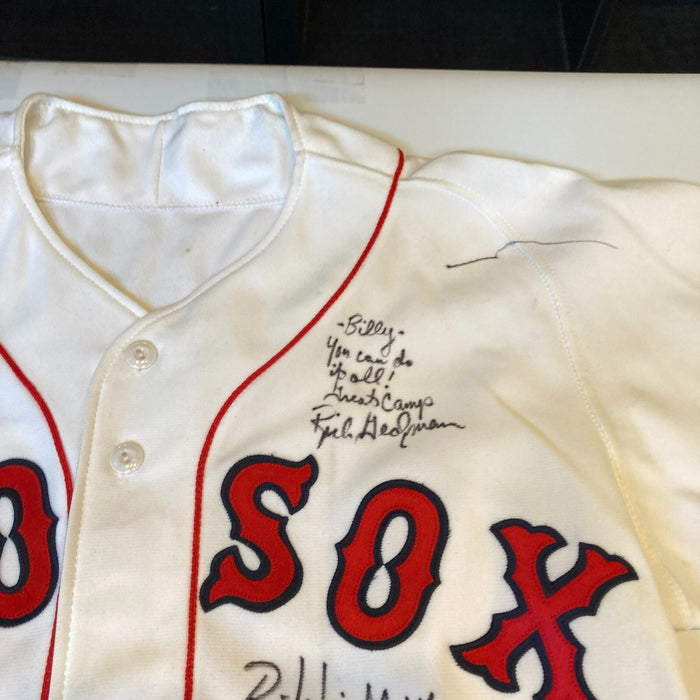 -Billy-
You can do
it all!
Great Camp
Rich Gedman
SOX